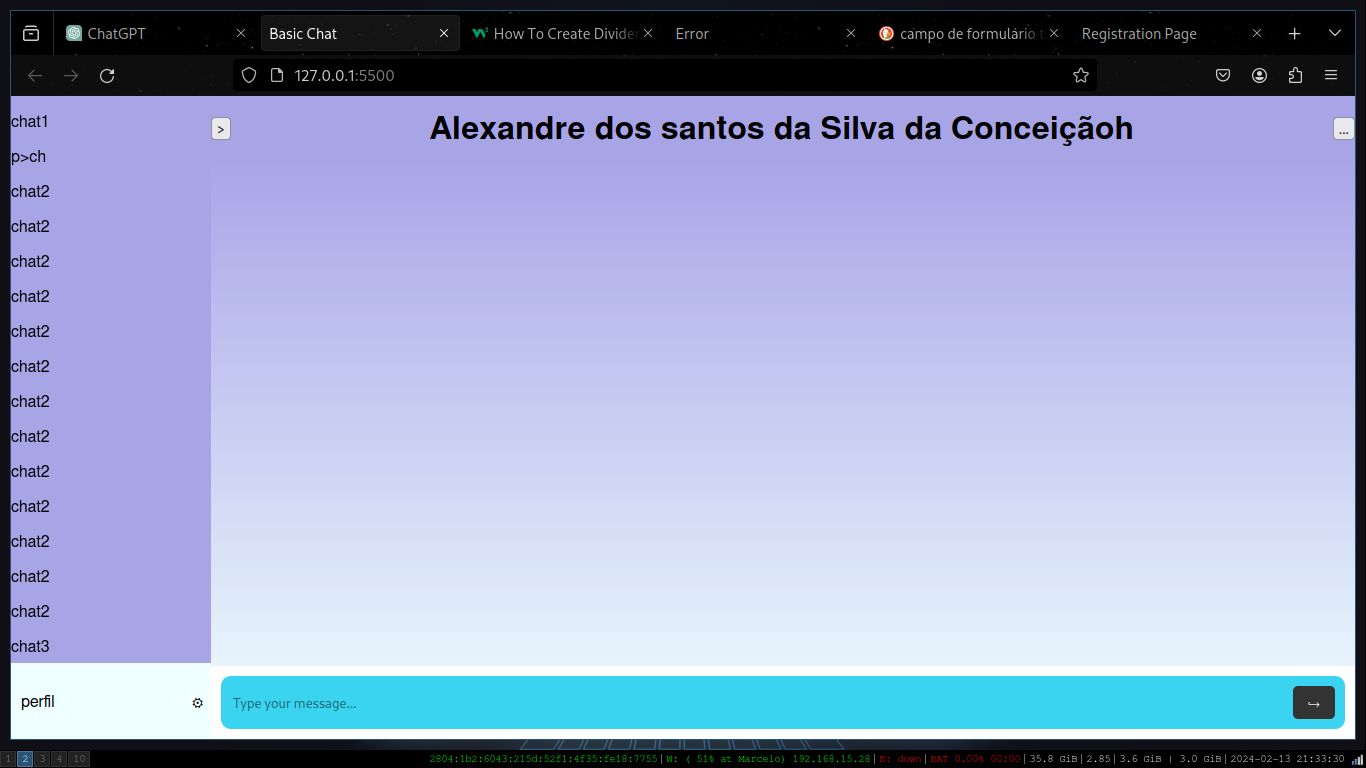 ChatGPT
Basic Chat
How To Create Divide
Error
campo de formulário
Registration Page
127.0.0.1:5500
chat1
p>ch
chat2
chat2
chat2
chat2
chat2
chat2
chat2
chat2
chat2
chat2
chat2
chat2
chat2
chat3
perfil
>
Alexandre dos santos da Silva da Conceiçãoh
...
Type your message...
1 2 3 4 10
2804:1b2:6043:215d:52f1:4f35:fe18:7755|W: ( 51% at Marcelo) 192.168.15.28|E: down|BAT 0.00% 00:00|35.8 GiB|2.85|3.6 GiB | 3.0 GiB|2024-02-13 21:33:30